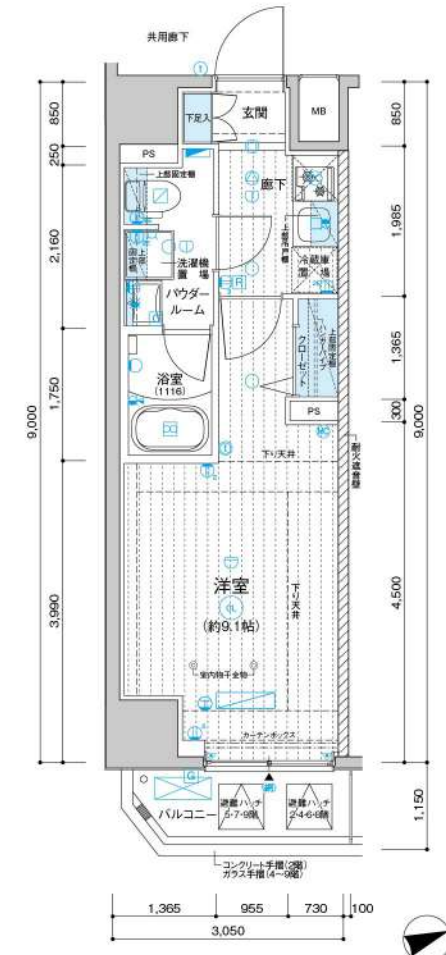 共用廊下
玄関
下足入
MB
850
850
250
PS
上部固定棚
廊下
上部吊戸棚
2,160
1,985
洗濯機
置場
上部
固定棚
冷蔵庫
置場
パウダー
ルーム
R
上部固定棚
ハンガーパイプ
クローゼット
1,365
浴室
(1116)
1,750
300
PS
9,000
9,000
下り天井
耐火遮音壁
洋室
(約9.1帖)
CL
下り天井
3,990
4,500
室内物干金物
カーテンボックス
G
バルコニー
避難ハッチ
5・7・9階
避難ハッチ
2・4・6・8階
1,150
コンクリート手摺(2階)
ガラス手摺(4～9階)
1,365
955
730
100
3,050